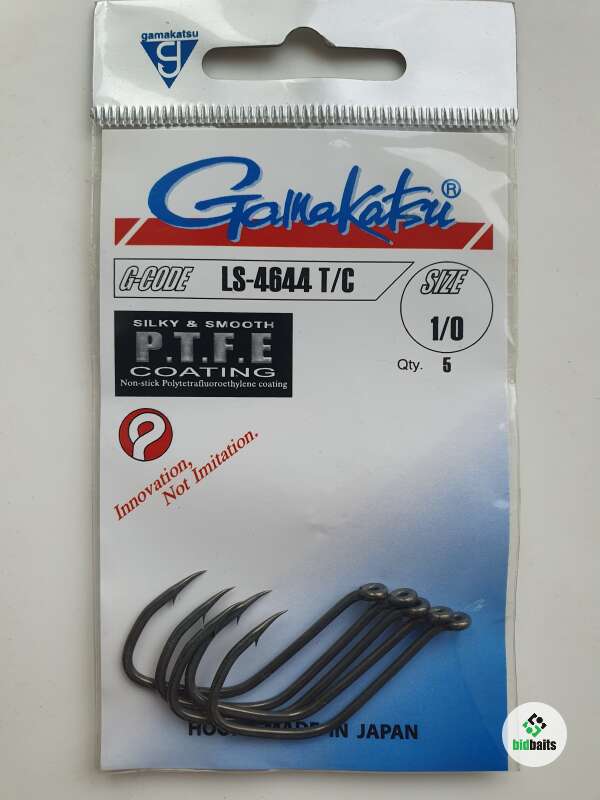 gamakatsu
Gamakatsu®
G-CODE LS-4644 T/C
SIZE
1/0
Qty. 5
SILKY & SMOOTH
P.T.F.E
COATING
Non-stick Polytetrafluoroethylene coating
Innovation,
Not Imitation.
MADE IN JAPAN
bidbaits